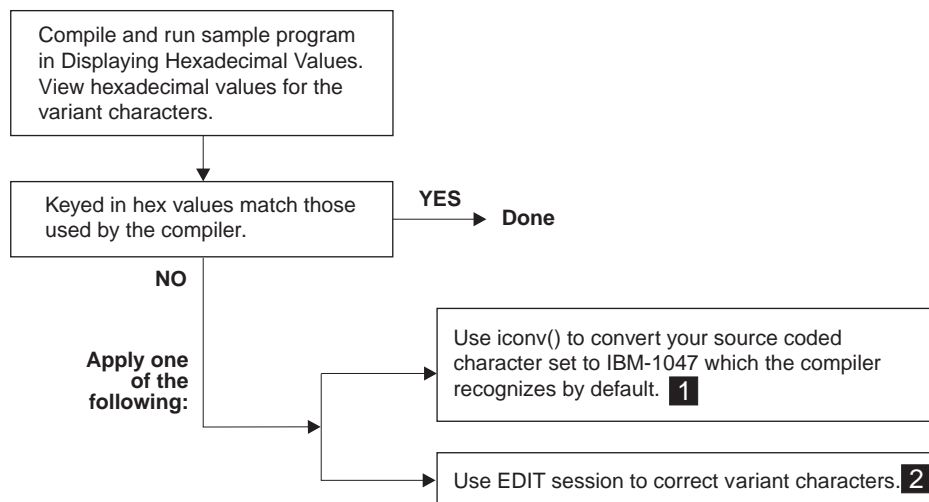 Compile and run sample program
in Displaying Hexadecimal Values.
View hexadecimal values for the
variant characters.
Keyed in hex values match those
used by the compiler.
YES
Done
NO
Apply one
of the
following:
Use iconv() to convert your source coded
character set to IBM-1047 which the compiler
recognizes by default. 1
Use EDIT session to correct variant characters. 2